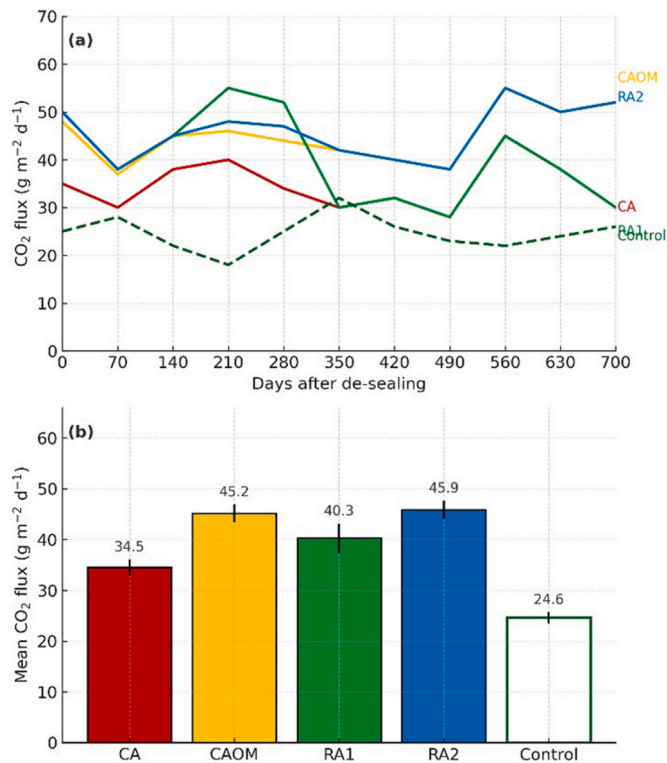 (a)
CO₂ flux (g m⁻² d⁻¹)
70
60
50
40
30
20
10
0
CAOM
RA2
CA
RA1
Control
0 70 140 210 280 350 420 490 560 630 700
Days after de-sealing
(b)
Mean CO₂ flux (g m⁻² d⁻¹)
60
50
40
30
20
10
0
34.5
45.2
40.3
45.9
24.6
CA CAOM RA1 RA2 Control